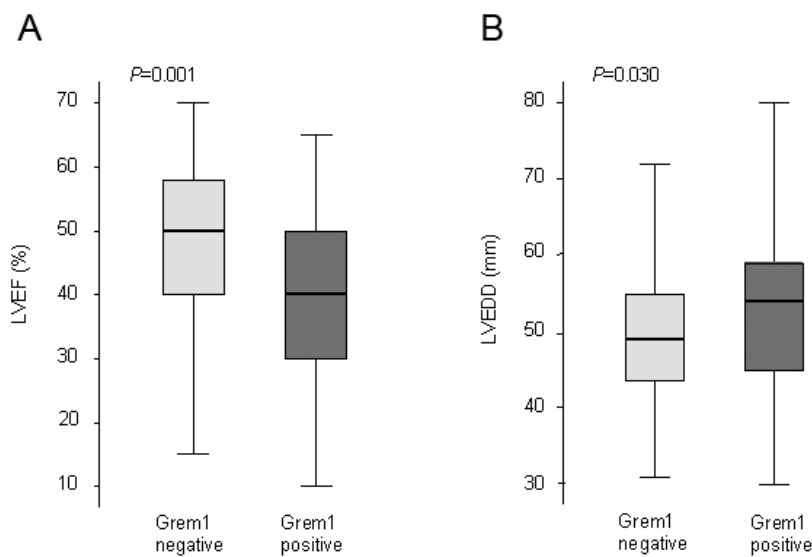 A
P=0.001
LVEF (%)
70
60
50
40
30
20
10
Grem1
negative
Grem1
positive
B
P=0.030
LVEDD (mm)
80
70
60
50
40
30
Grem1
negative
Grem1
positive